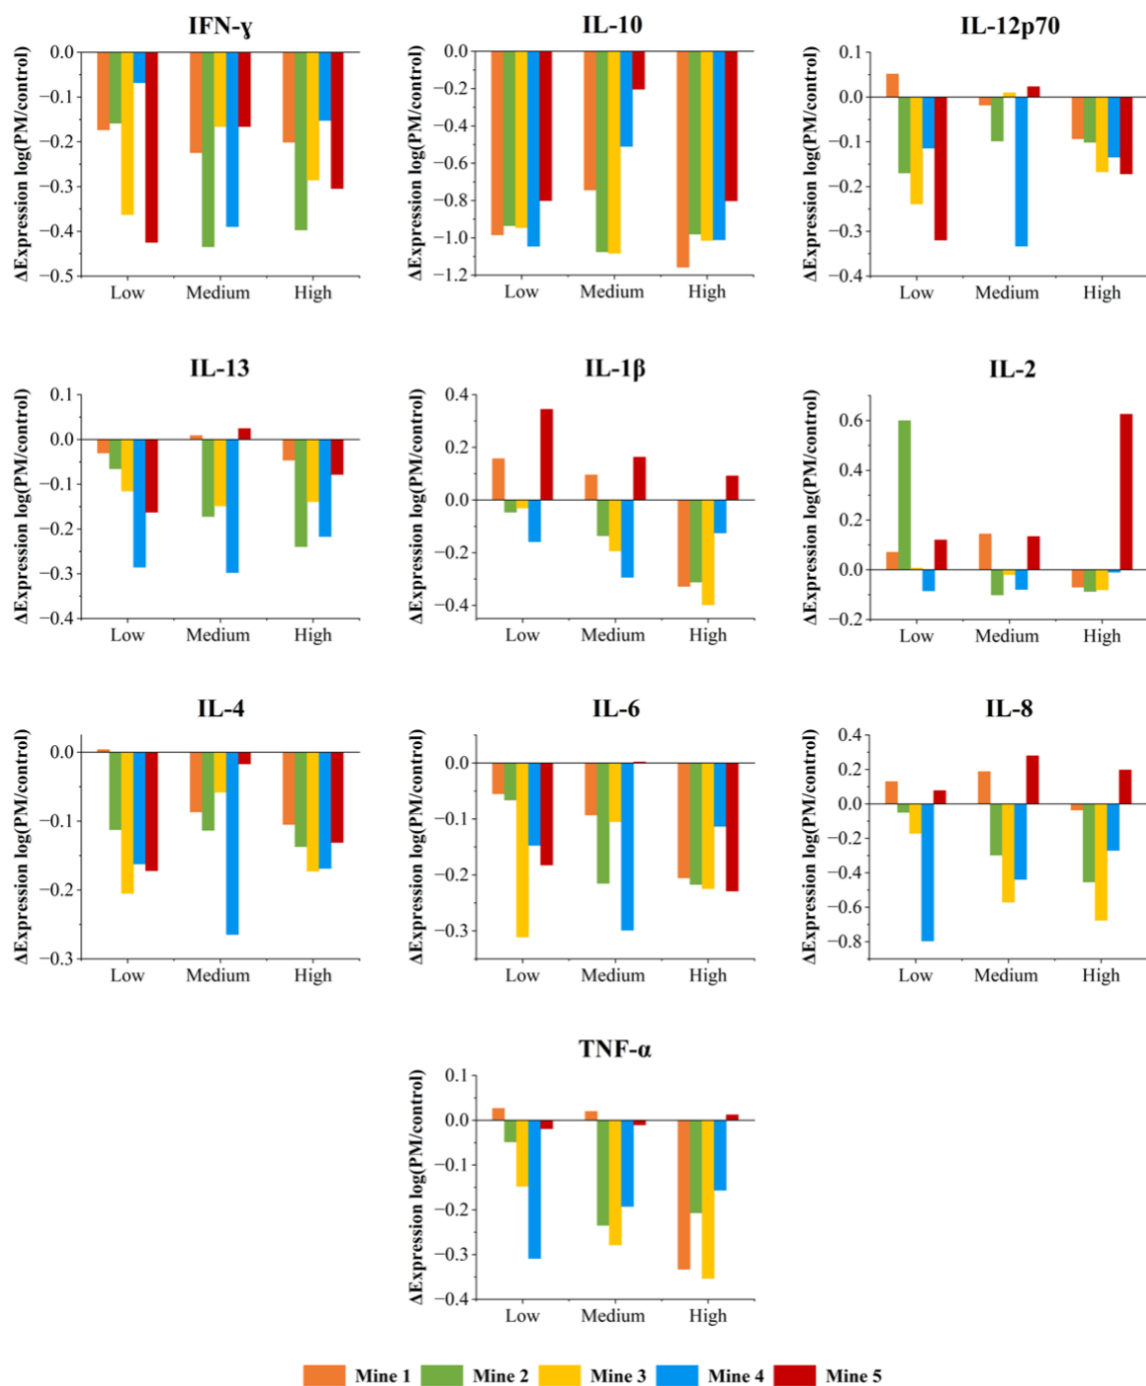 IFN-ɣ
ΔExpression log(PM/control)
0.0
−0.1
−0.2
−0.3
−0.4
−0.5
Low Medium High
IL-10
ΔExpression log(PM/control)
0.0
−0.2
−0.4
−0.6
−0.8
−1.0
−1.2
Low Medium High
IL-12p70
ΔExpression log(PM/control)
0.1
0.0
−0.1
−0.2
−0.3
−0.4
Low Medium High
IL-13
ΔExpression log(PM/control)
0.1
0.0
−0.1
−0.2
−0.3
−0.4
Low Medium High
IL-1β
ΔExpression log(PM/control)
0.4
0.2
0.0
−0.2
−0.4
Low Medium High
IL-2
ΔExpression log(PM/control)
0.6
0.4
0.2
0.0
−0.2
Low Medium High
IL-4
ΔExpression log(PM/control)
0.0
−0.1
−0.2
−0.3
Low Medium High
IL-6
ΔExpression log(PM/control)
0.0
−0.1
−0.2
−0.3
Low Medium High
IL-8
ΔExpression log(PM/control)
0.4
0.2
0.0
−0.2
−0.4
−0.6
−0.8
Low Medium High
TNF-α
ΔExpression log(PM/control)
0.1
0.0
−0.1
−0.2
−0.3
−0.4
Low Medium High
Mine 1 Mine 2 Mine 3 Mine 4 Mine 5